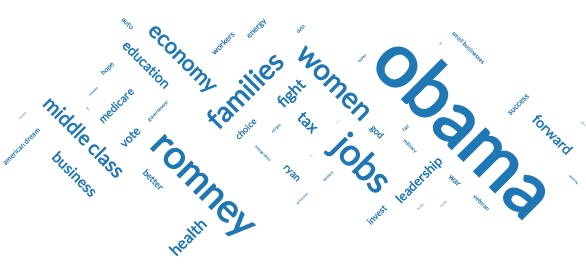 auto
economy
workers
energy
debt
small businesses
education
hope
families
women
obama
medicare
government
fight
success
middle class
choice
tax
god
fair
forward
american dream
vote
romney
jobs
military
business
better
ryan
leadership
war
veteran
invest
health